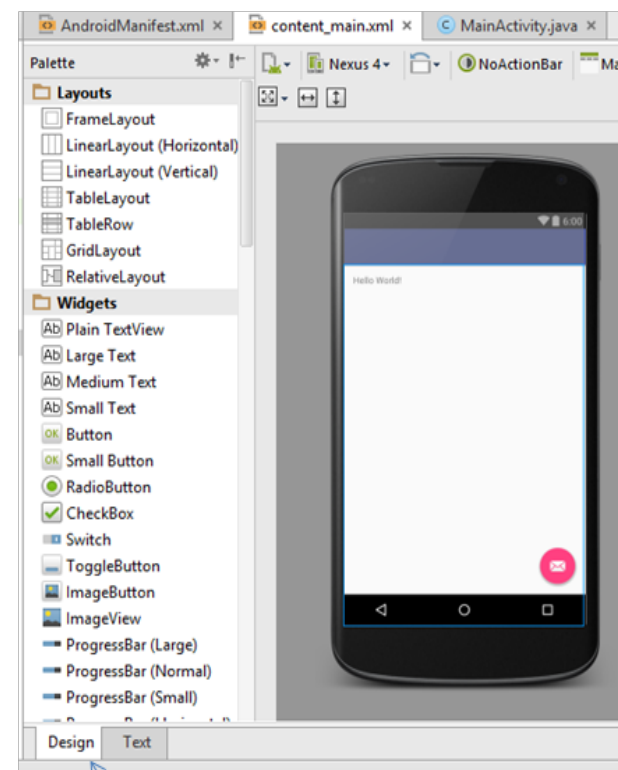 AndroidManifest.xml
content_main.xml
MainActivity.java
Palette
Nexus 4
NoActionBar
Layouts
FrameLayout
LinearLayout (Horizontal)
LinearLayout (Vertical)
TableLayout
TableRow
GridLayout
RelativeLayout
Widgets
Ab Plain TextView
Ab Large Text
Ab Medium Text
Ab Small Text
OK Button
OK Small Button
RadioButton
CheckBox
Switch
ToggleButton
ImageButton
ImageView
ProgressBar (Large)
ProgressBar (Normal)
ProgressBar (Small)
6:00
Hello World!
Design
Text